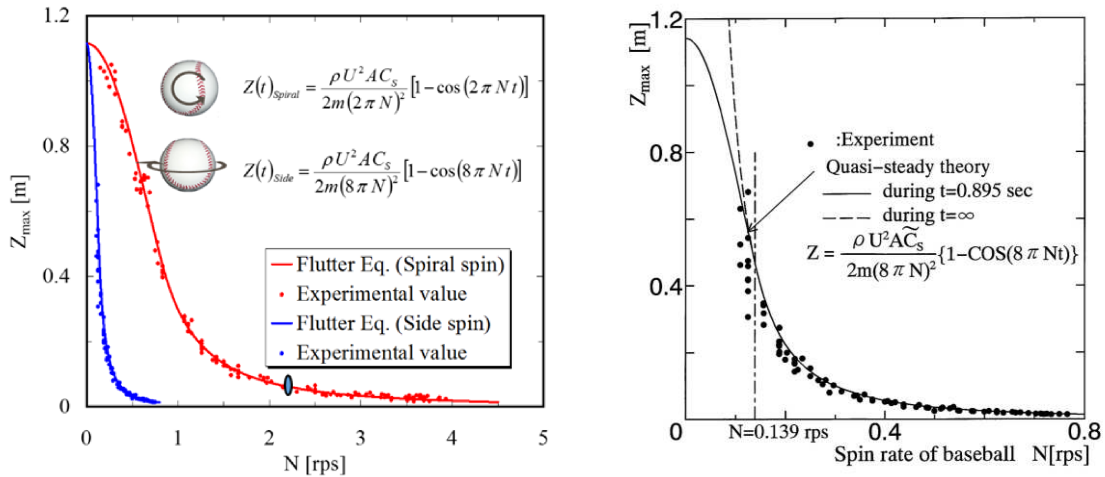 1.2
0.8
0.4
0
Z_max [m]
Z(t)_Spiral = ρU²AC_S / 2m(2πN)² [1−cos(2πNt)]
Z(t)_Side = ρU²AC_S / 2m(8πN)² [1−cos(8πNt)]
Flutter Eq. (Spiral spin)
Experimental value
Flutter Eq. (Side spin)
Experimental value
0 1 2 3 4 5
N [rps]
1.2
0.8
0.4
0
Z_max [m]
:Experiment
Quasi-steady theory
during t=0.895 sec
during t=∞
Z = ρU²AC̃_S / 2m(8πN)² {1−COS(8πNt)}
N=0.139 rps
0 0.4 0.8
Spin rate of baseball N[rps]